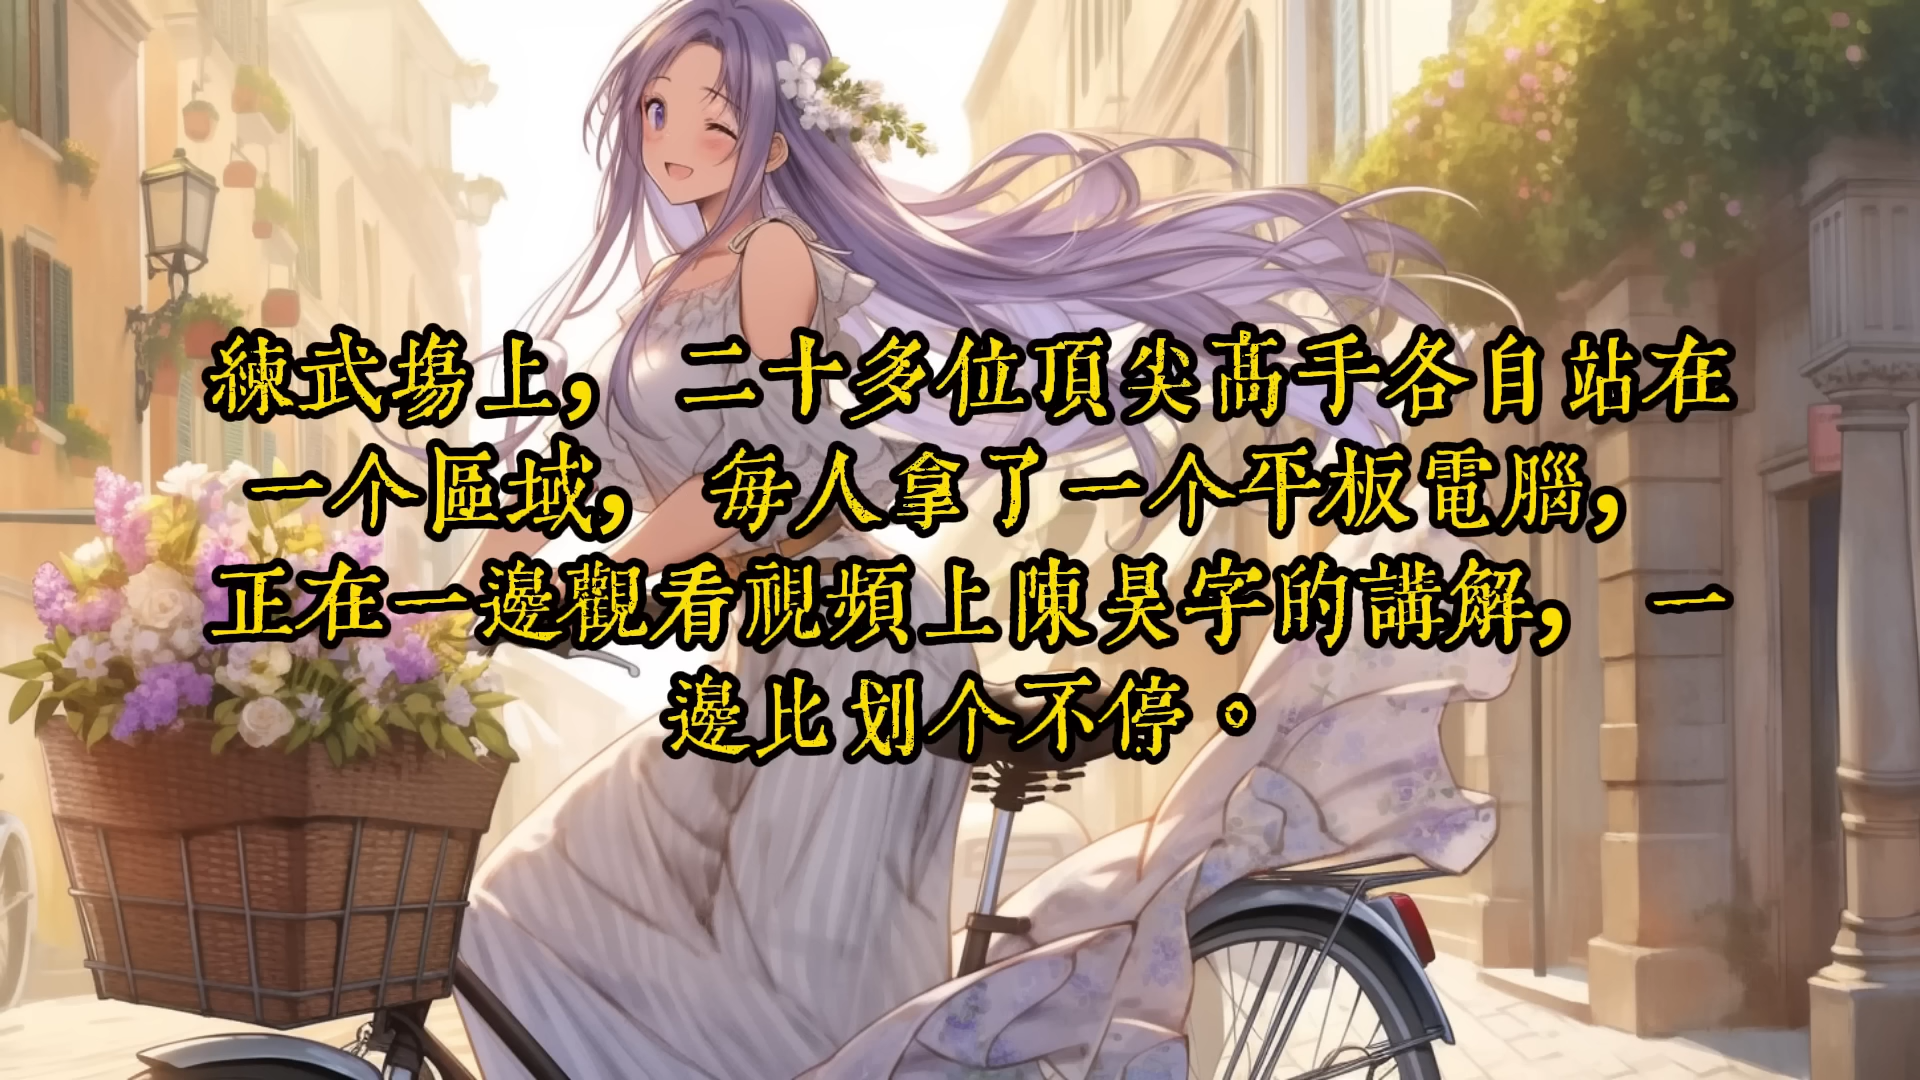 練武場上，二十多位頂尖高手各自站在
一个區域，每人拿了一个平板電腦，
正在一邊觀看視頻上陳昊宇的講解，一
邊比划个不停。